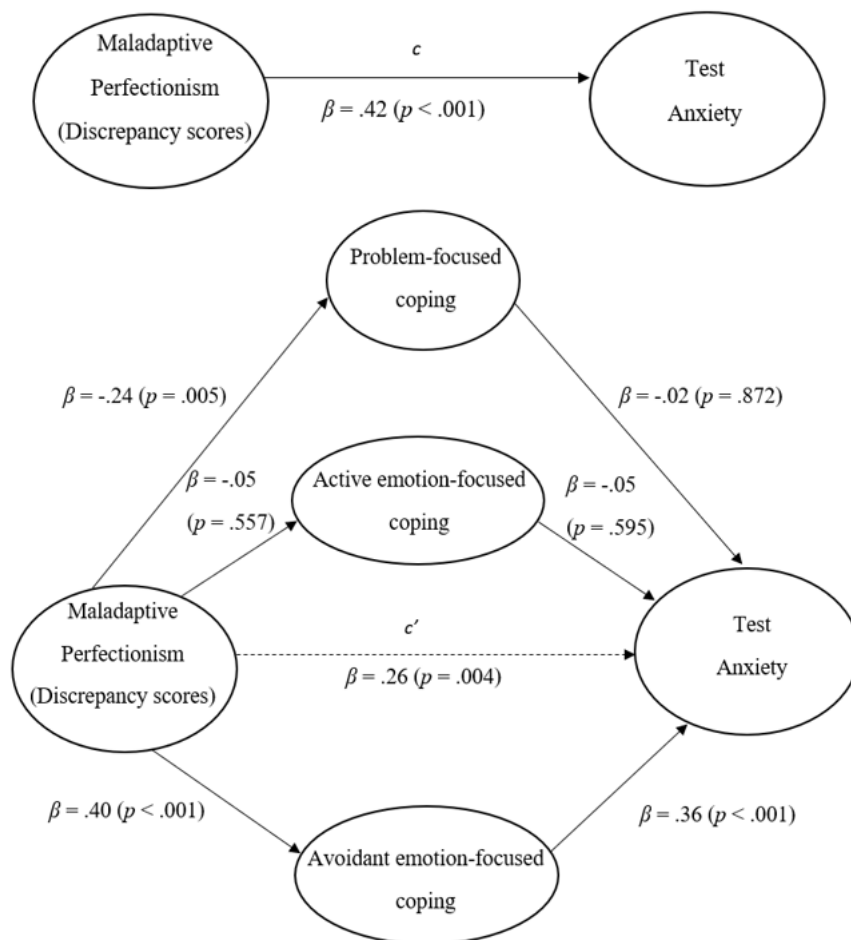 Maladaptive
Perfectionism
(Discrepancy scores)
c
β = .42 (p < .001)
Test
Anxiety
Problem-focused
coping
β = -.24 (p = .005)
β = -.02 (p = .872)
β = -.05
(p = .557)
Active emotion-focused
coping
β = -.05
(p = .595)
Maladaptive
Perfectionism
(Discrepancy scores)
c′
β = .26 (p = .004)
Test
Anxiety
β = .40 (p < .001)
β = .36 (p < .001)
Avoidant emotion-focused
coping